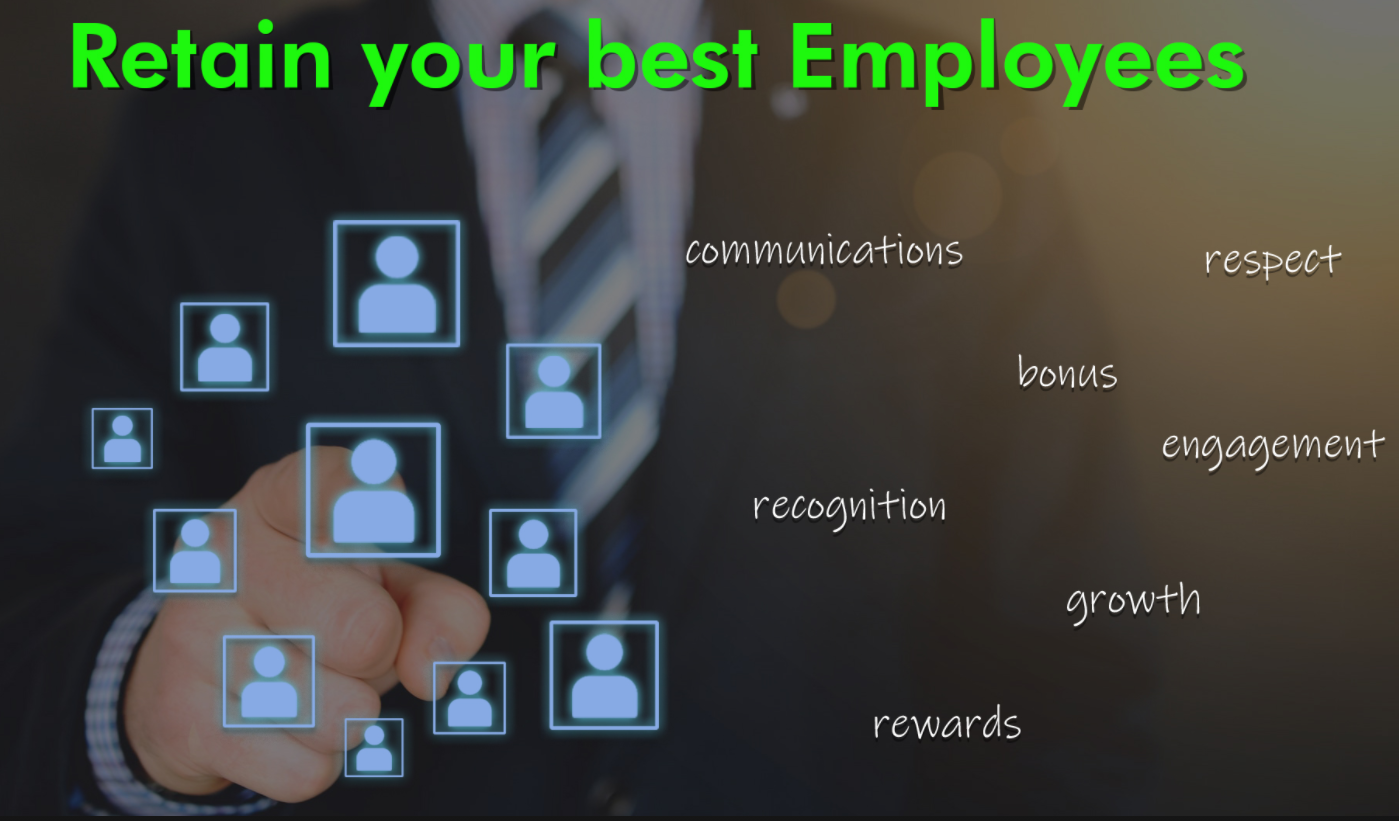 Retain your best Employees
communications
respect
bonus
engagement
recognition
growth
rewards